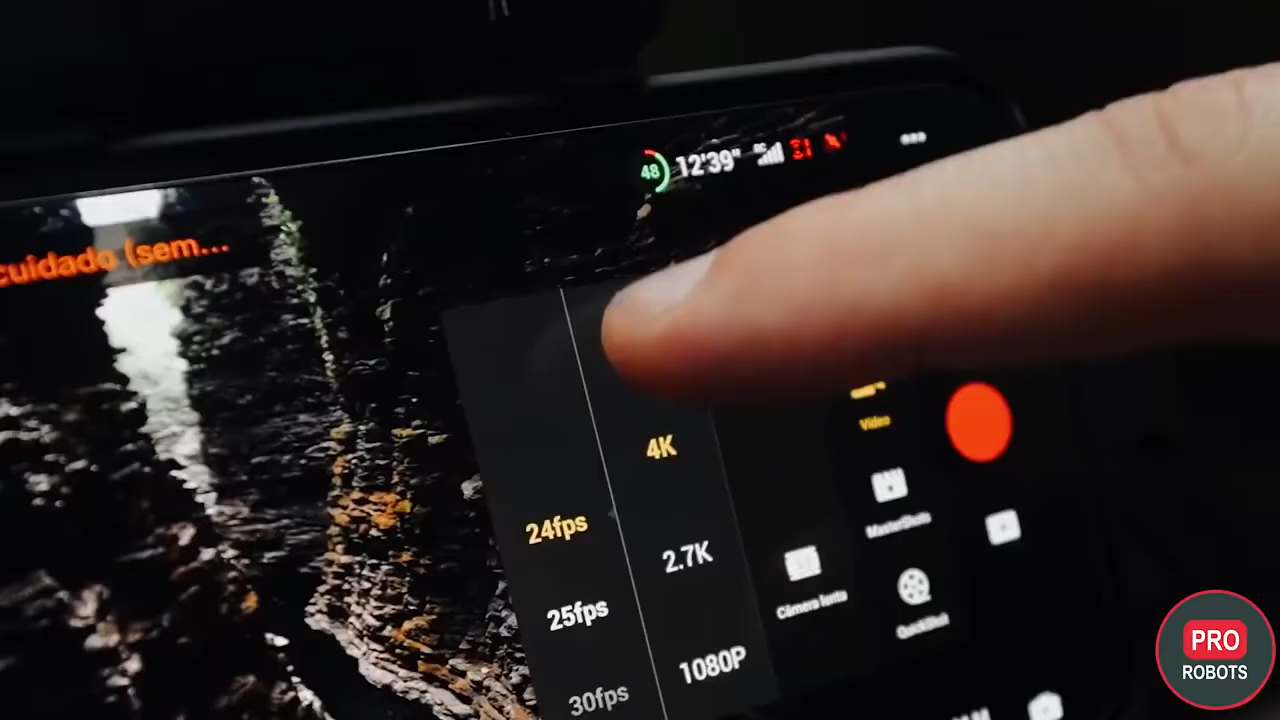 48 12'39"
cuidado (sem...
4K
Vídeo
24fps
2.7K
MasterShots
25fps
Câmera lenta
QuickShot
1080P
30fps
PRO
ROBOTS